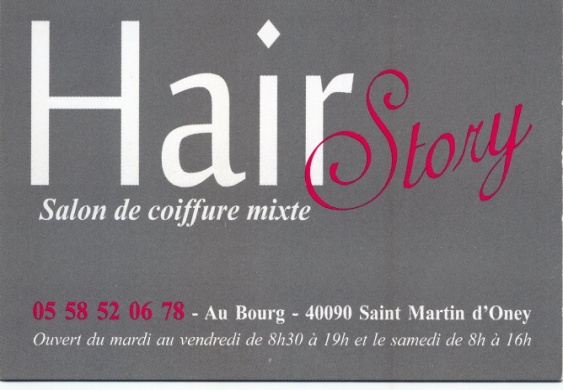 Hair Story
Salon de coiffure mixte
05 58 52 06 78 - Au Bourg - 40090 Saint Martin d'Oney
Ouvert du mardi au vendredi de 8h30 à 19h et le samedi de 8h à 16h